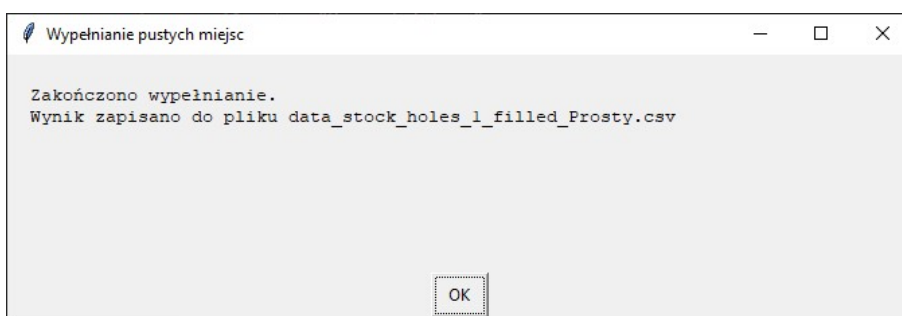 Wypełnianie pustych miejsc
Zakończono wypełnianie.
Wynik zapisano do pliku data_stock_holes_1_filled_Prosty.csv
OK